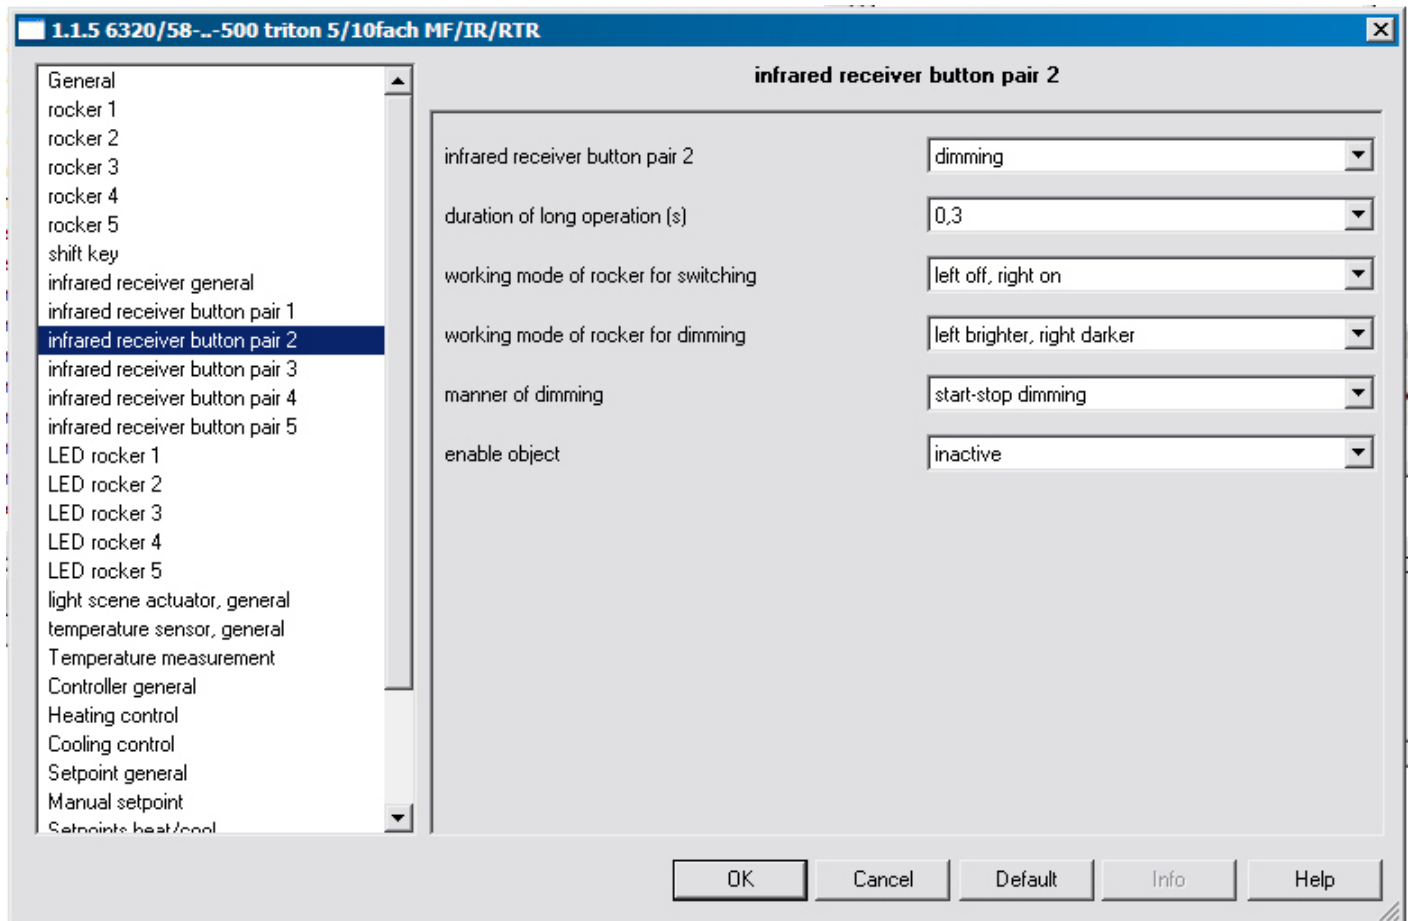 1.1.5 6320/58-..-500 triton 5/10fach MF/IR/RTR
General
rocker 1
rocker 2
rocker 3
rocker 4
rocker 5
shift key
infrared receiver general
infrared receiver button pair 1
infrared receiver button pair 2
infrared receiver button pair 3
infrared receiver button pair 4
infrared receiver button pair 5
LED rocker 1
LED rocker 2
LED rocker 3
LED rocker 4
LED rocker 5
light scene actuator, general
temperature sensor, general
Temperature measurement
Controller general
Heating control
Cooling control
Setpoint general
Manual setpoint
Setpoints heat/cool
infrared receiver button pair 2
infrared receiver button pair 2 dimming
duration of long operation (s) 0,3
working mode of rocker for switching left off, right on
working mode of rocker for dimming left brighter, right darker
manner of dimming start-stop dimming
enable object inactive
OK Cancel Default Info Help